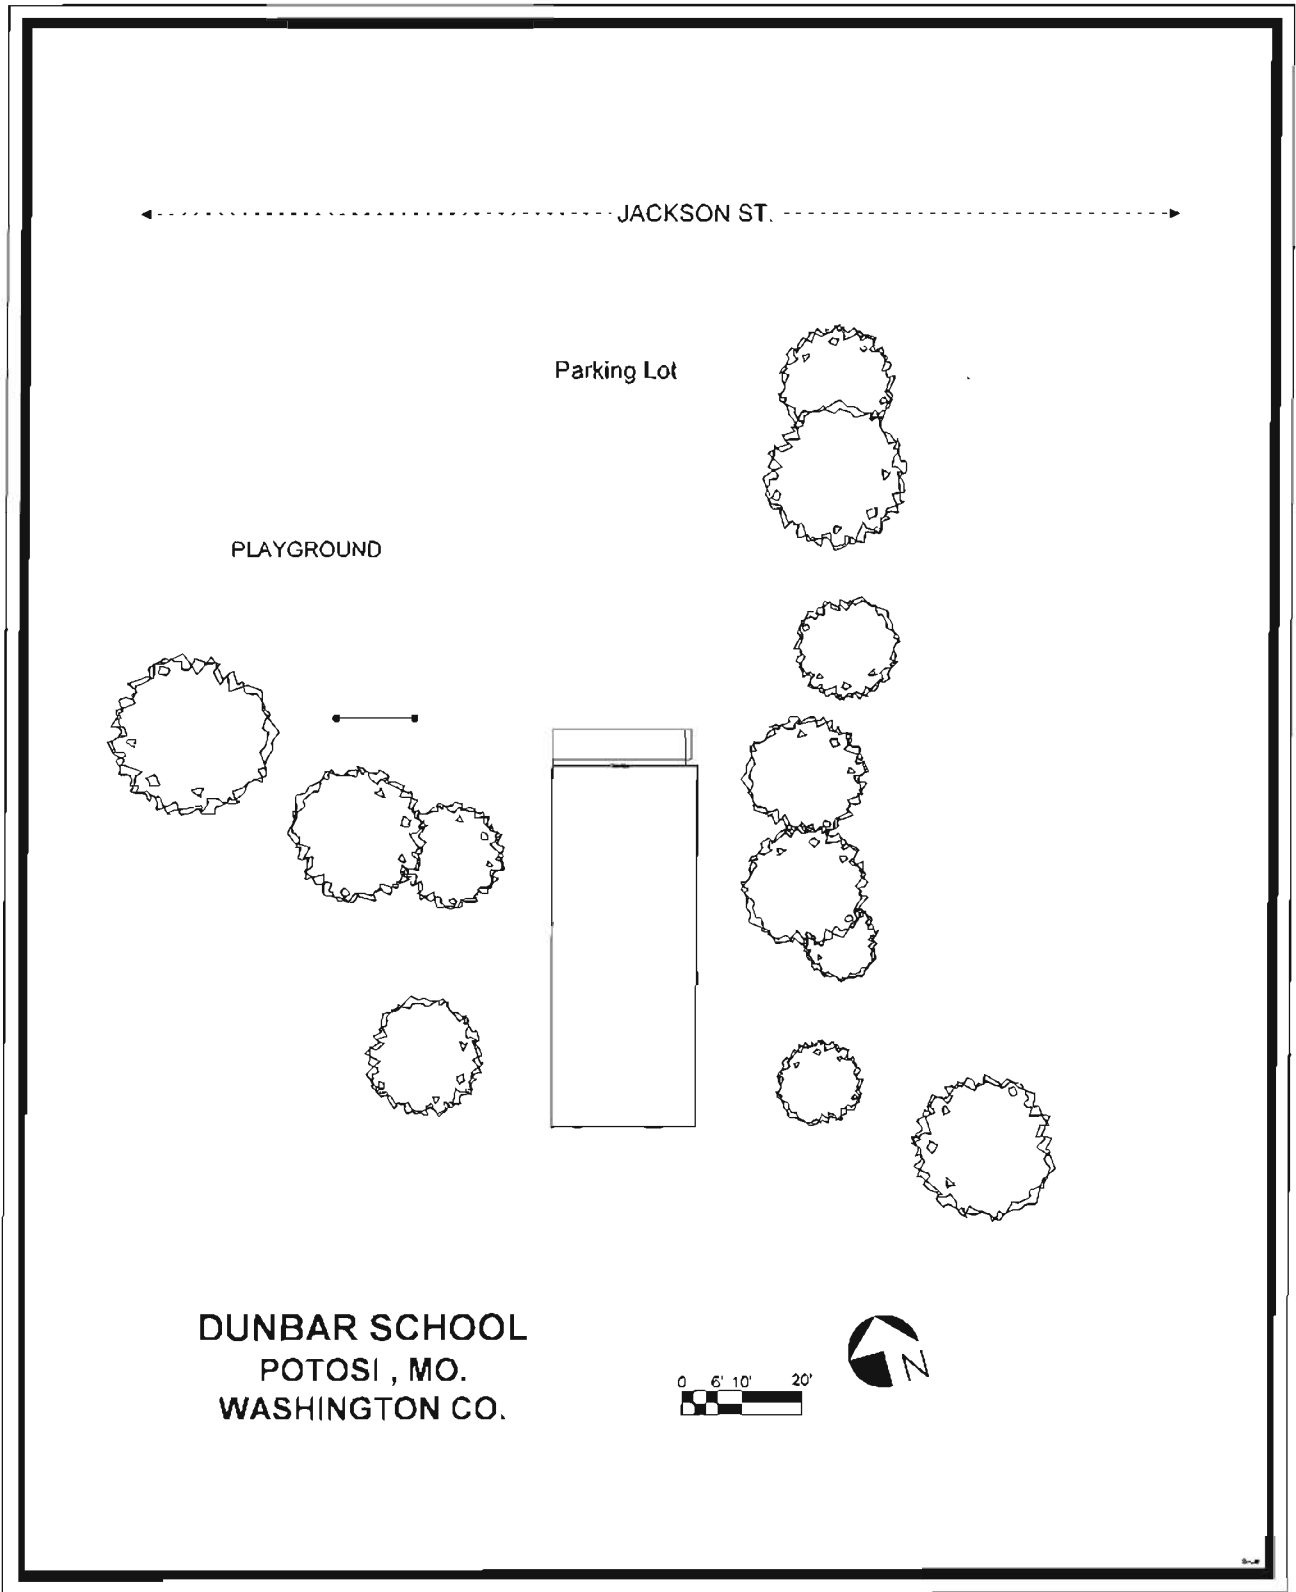 JACKSON ST.
Parking Lot
PLAYGROUND
DUNBAR SCHOOL
POTOSI , MO.
WASHINGTON CO.
0 6' 10' 20'
N